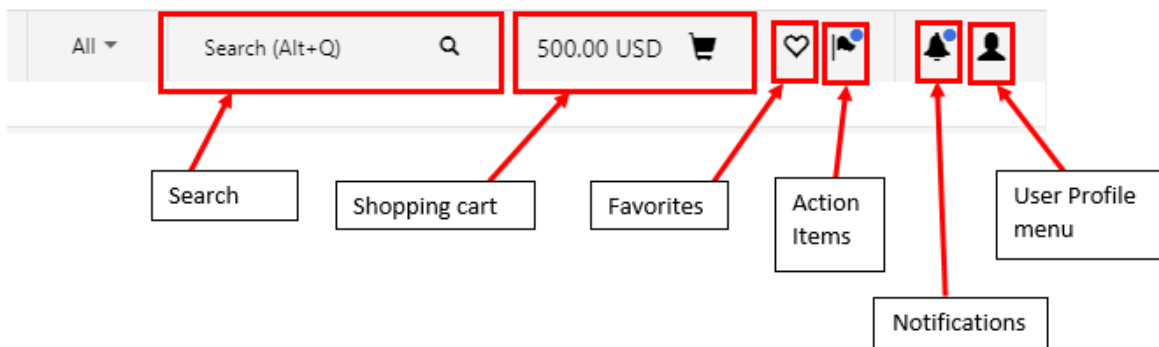 All
Search (Alt+Q)
500.00 USD
Search
Shopping cart
Favorites
Action
Items
User Profile
menu
Notifications